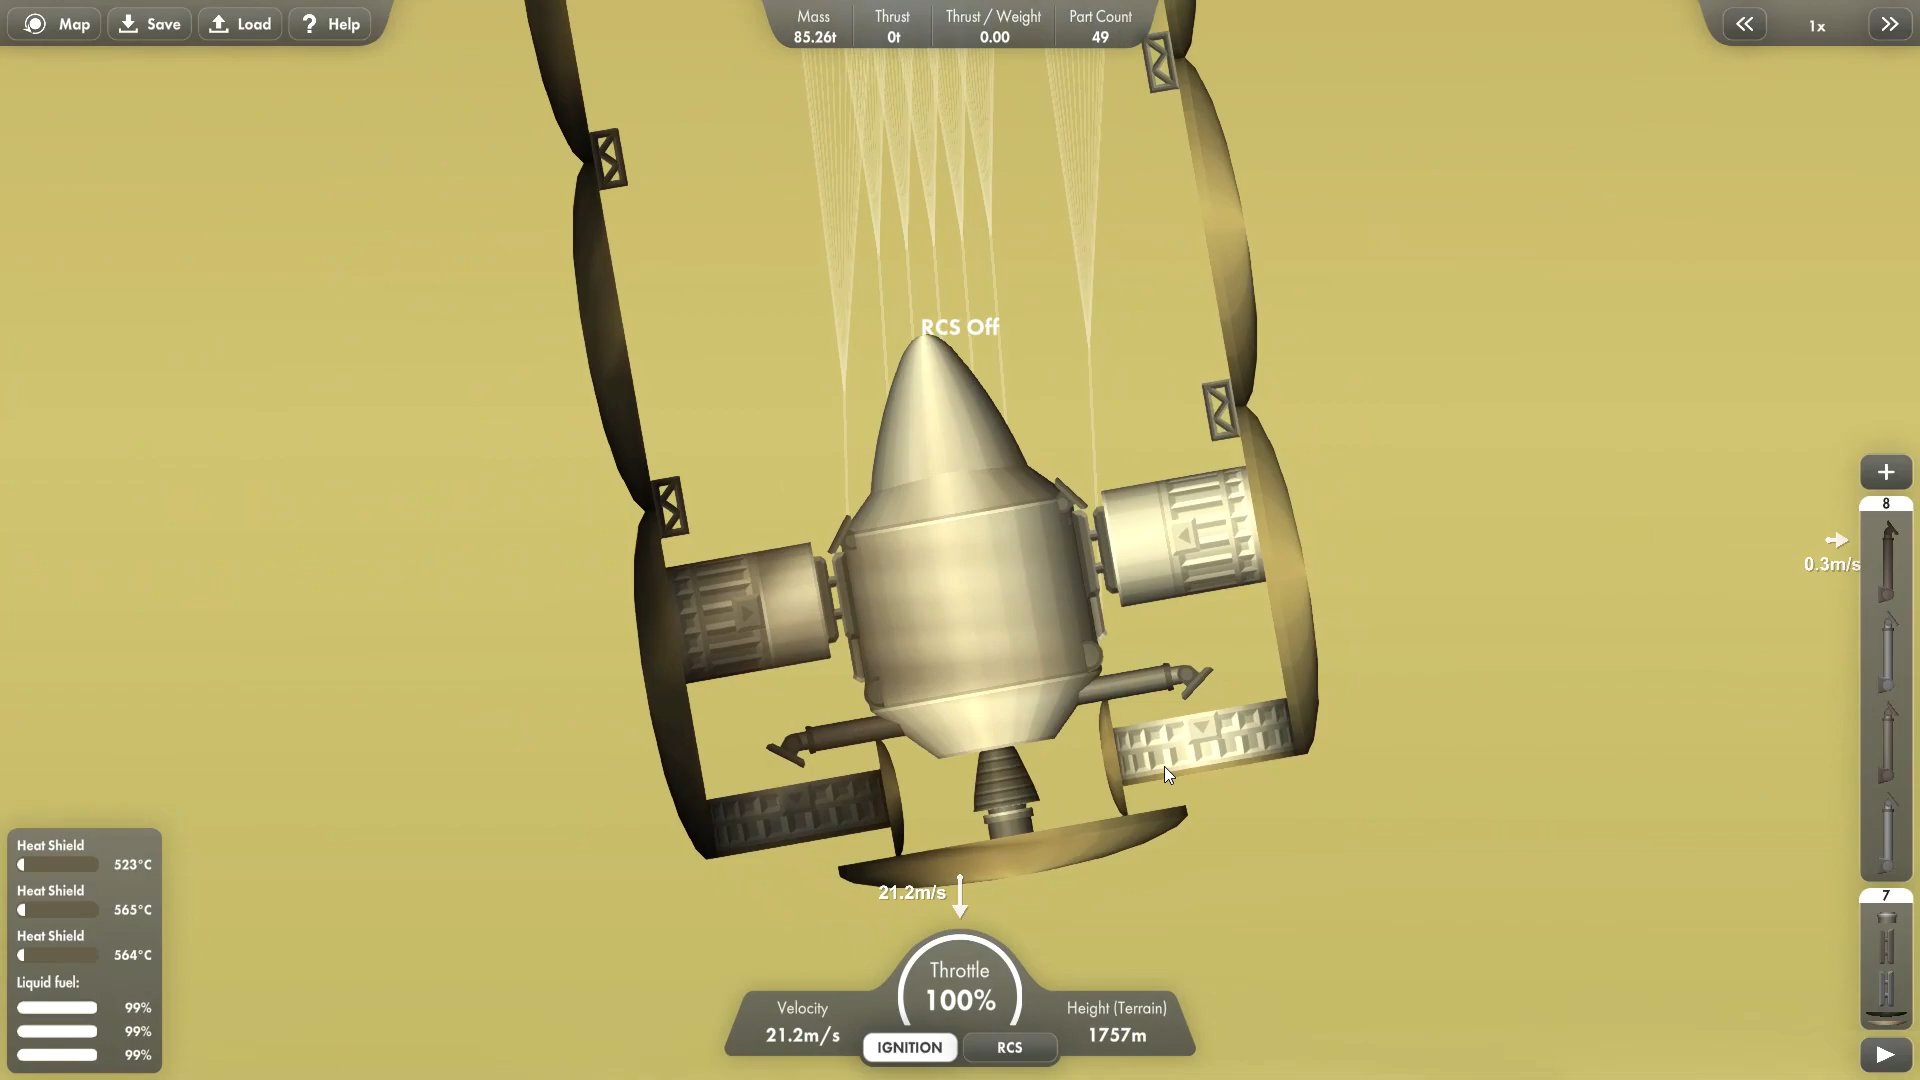 Map
Save
Load
? Help
Mass
85.26t
Thrust
0t
Thrust / Weight
0.00
Part Count
49
1x
RCS Off
8
0.3m/s
7
Heat Shield
523°C
Heat Shield
565°C
Heat Shield
564°C
Liquid fuel:
99%
99%
99%
21.2m/s
Throttle
100%
Velocity
21.2m/s
Height (Terrain)
1757m
IGNITION
RCS